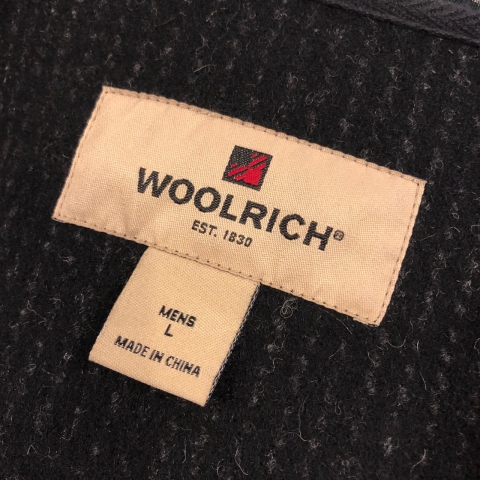 WOOLRICH®
EST. 1830
MENS
L
MADE IN CHINA